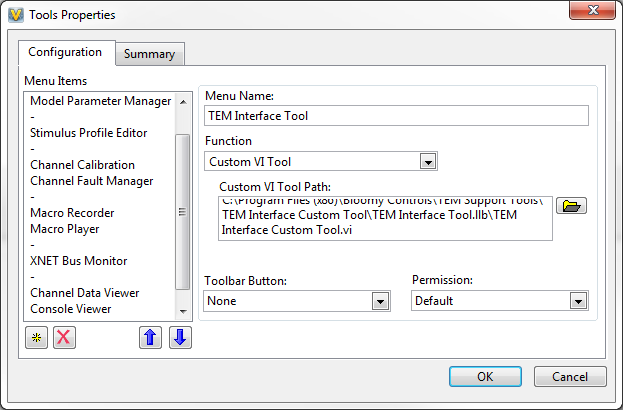 Tools Properties
Configuration
Summary
Menu Items
Model Parameter Manager
-
Stimulus Profile Editor
-
Channel Calibration
Channel Fault Manager
-
Macro Recorder
Macro Player
-
XNET Bus Monitor
-
Channel Data Viewer
Console Viewer
Menu Name:
TEM Interface Tool
Function
Custom VI Tool
Custom VI Tool Path:
C:\Program Files (x86)\Bloomy Controls\TEM Support Tools\
TEM Interface Custom Tool\TEM Interface Tool.llb\TEM
Interface Custom Tool.vi
Toolbar Button:
None
Permission:
Default
OK
Cancel